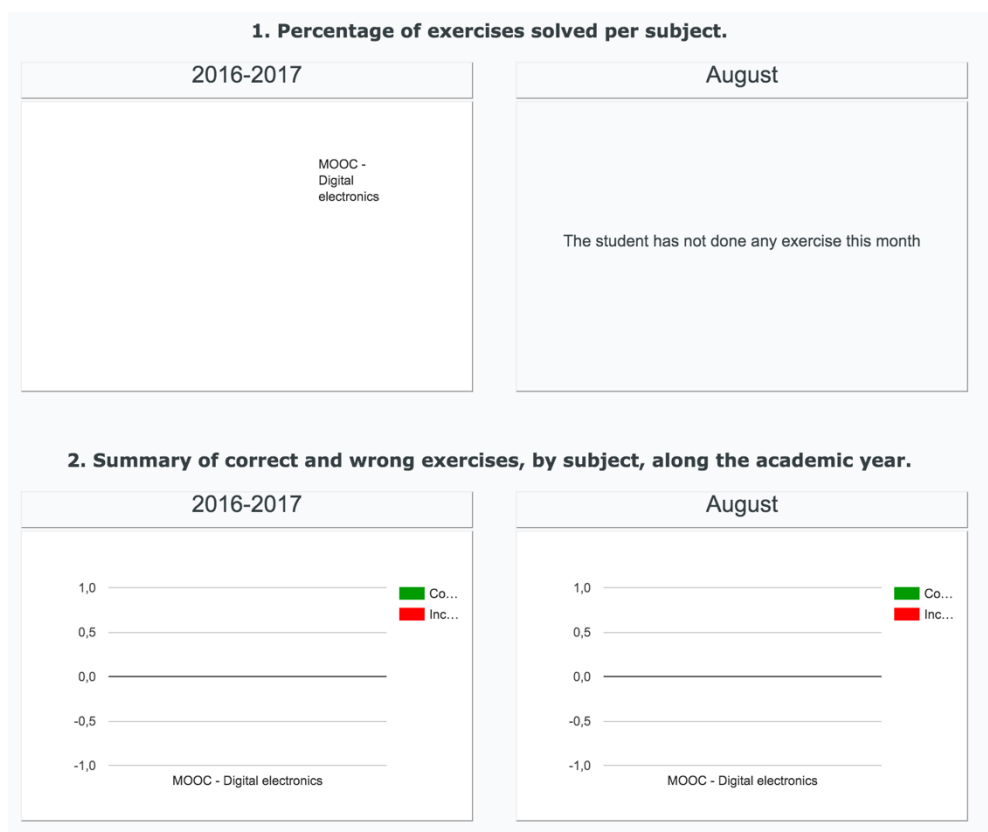 1. Percentage of exercises solved per subject.
2016-2017
August
MOOC -
Digital
electronics
The student has not done any exercise this month
2. Summary of correct and wrong exercises, by subject, along the academic year.
2016-2017
August
1,0
0,5
0,0
-0,5
-1,0
Co...
Inc...
MOOC - Digital electronics
1,0
0,5
0,0
-0,5
-1,0
Co...
Inc...
MOOC - Digital electronics